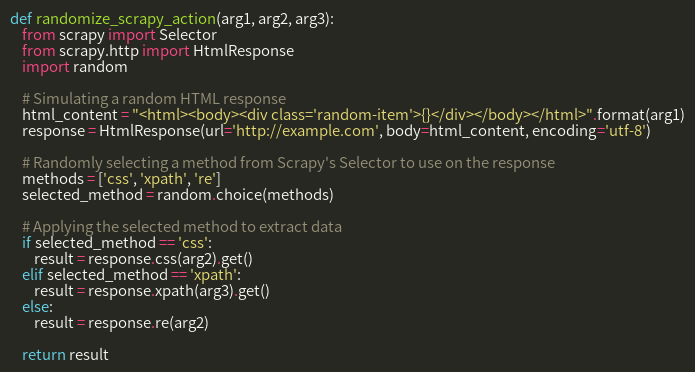 def randomize_scrapy_action(arg1, arg2, arg3):
    from scrapy import Selector
    from scrapy.http import HtmlResponse
    import random

    # Simulating a random HTML response
    html_content = "<html><body><div class='random-item'>{}</div></body></html>".format(arg1)
    response = HtmlResponse(url='http://example.com', body=html_content, encoding='utf-8')

    # Randomly selecting a method from Scrapy's Selector to use on the response
    methods = ['css', 'xpath', 're']
    selected_method = random.choice(methods)

    # Applying the selected method to extract data
    if selected_method == 'css':
        result = response.css(arg2).get()
    elif selected_method == 'xpath':
        result = response.xpath(arg3).get()
    else:
        result = response.re(arg2)

    return result